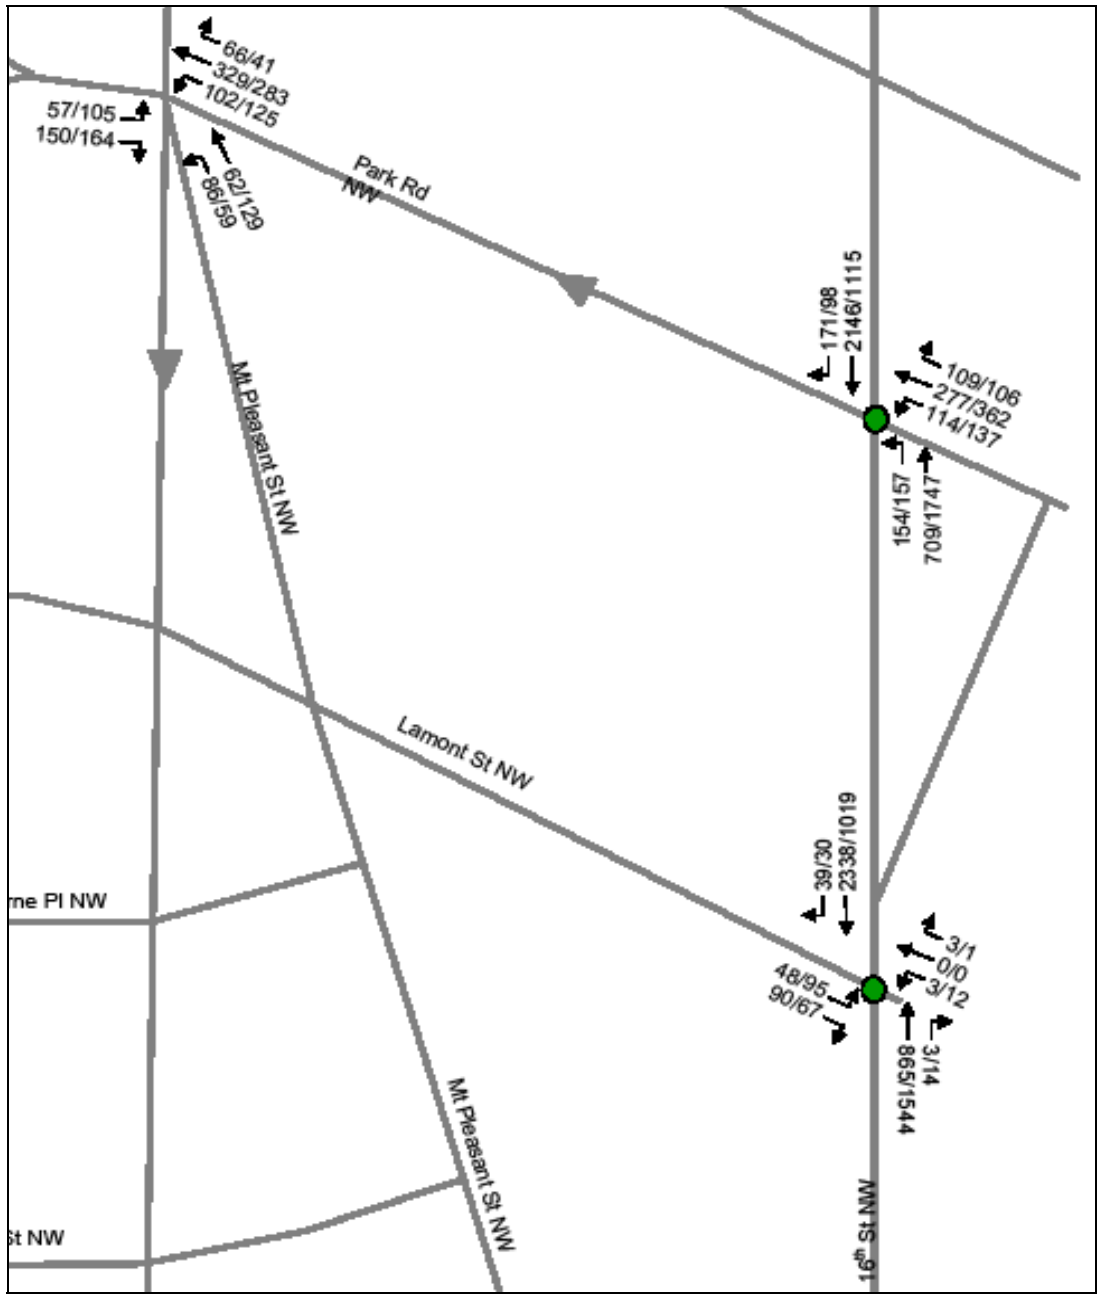 66/41
329/283
102/125
57/105
150/164
62/129
86/59
Park Rd
NW
171/98
2146/1115
109/106
277/362
114/137
154/157
709/1747
Mt Pleasant St NW
Lamont St NW
39/30
2338/1019
rne Pl NW
3/1
0/0
3/12
48/95
90/67
865/1544
3/14
Mt Pleasant St NW
16th St NW
St NW